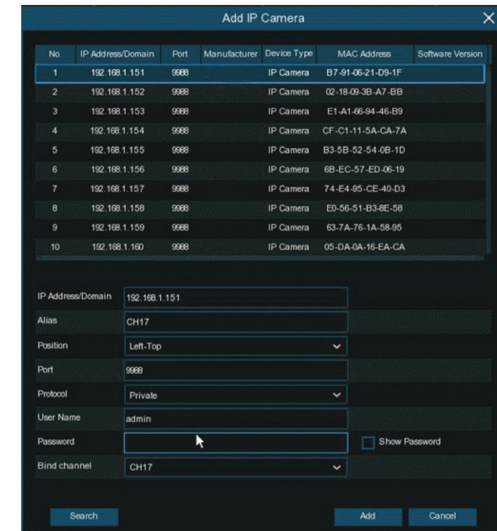 Add IP Camera
No. IP Address/Domain Port Manufacturer Device Type MAC Address Software Version
1 192.168.1.151 9988 IP Camera B7-91-06-21-D9-1F
2 192.168.1.152 9988 IP Camera 02-18-09-3B-A7-BB
3 192.168.1.153 9988 IP Camera E1-A1-66-94-46-B9
4 192.168.1.154 9988 IP Camera CF-C1-11-5A-CA-7A
5 192.168.1.155 9988 IP Camera B3-5B-52-54-0B-1D
6 192.168.1.156 9988 IP Camera 6B-EC-57-ED-06-19
7 192.168.1.157 9988 IP Camera 74-E4-95-CE-40-D3
8 192.168.1.158 9988 IP Camera E0-56-51-B3-8E-58
9 192.168.1.159 9988 IP Camera 63-7A-76-1A-58-95
10 192.168.1.160 9988 IP Camera 05-DA-0A-16-EA-CA
IP Address/Domain 192.168.1.151
Alias CH17
Position Left-Top
Port 9988
Protocol Private
User Name admin
Password Show Password
Bind channel CH17
Search Add Cancel